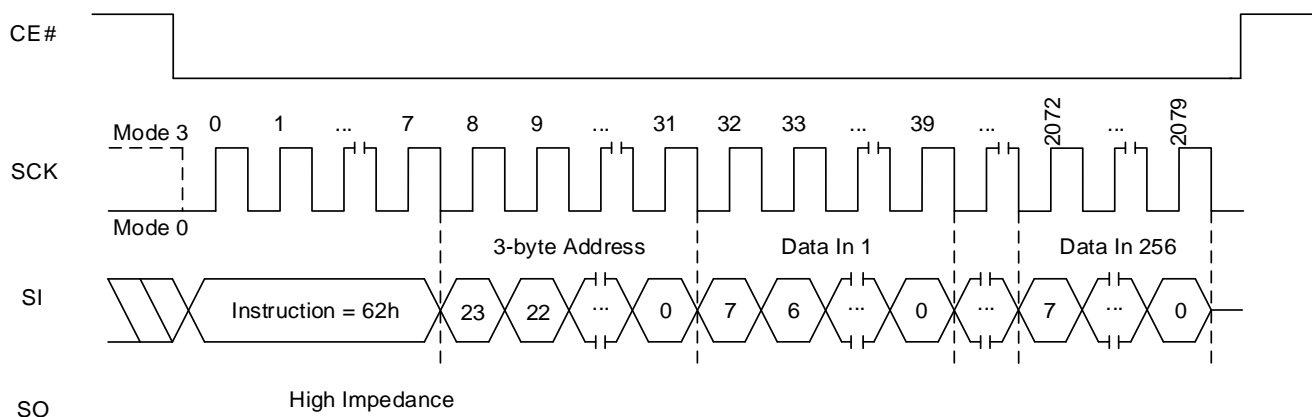 CE#
2072
2079
0 1 ... 7 8 9 ... 31 32 33 ... 39 ... ...
Mode 3
SCK
Mode 0
3-byte Address Data In 1 Data In 256
SI Instruction = 62h 23 22 ... 0 7 6 ... 0 ... 7 ... 0
High Impedance
SO